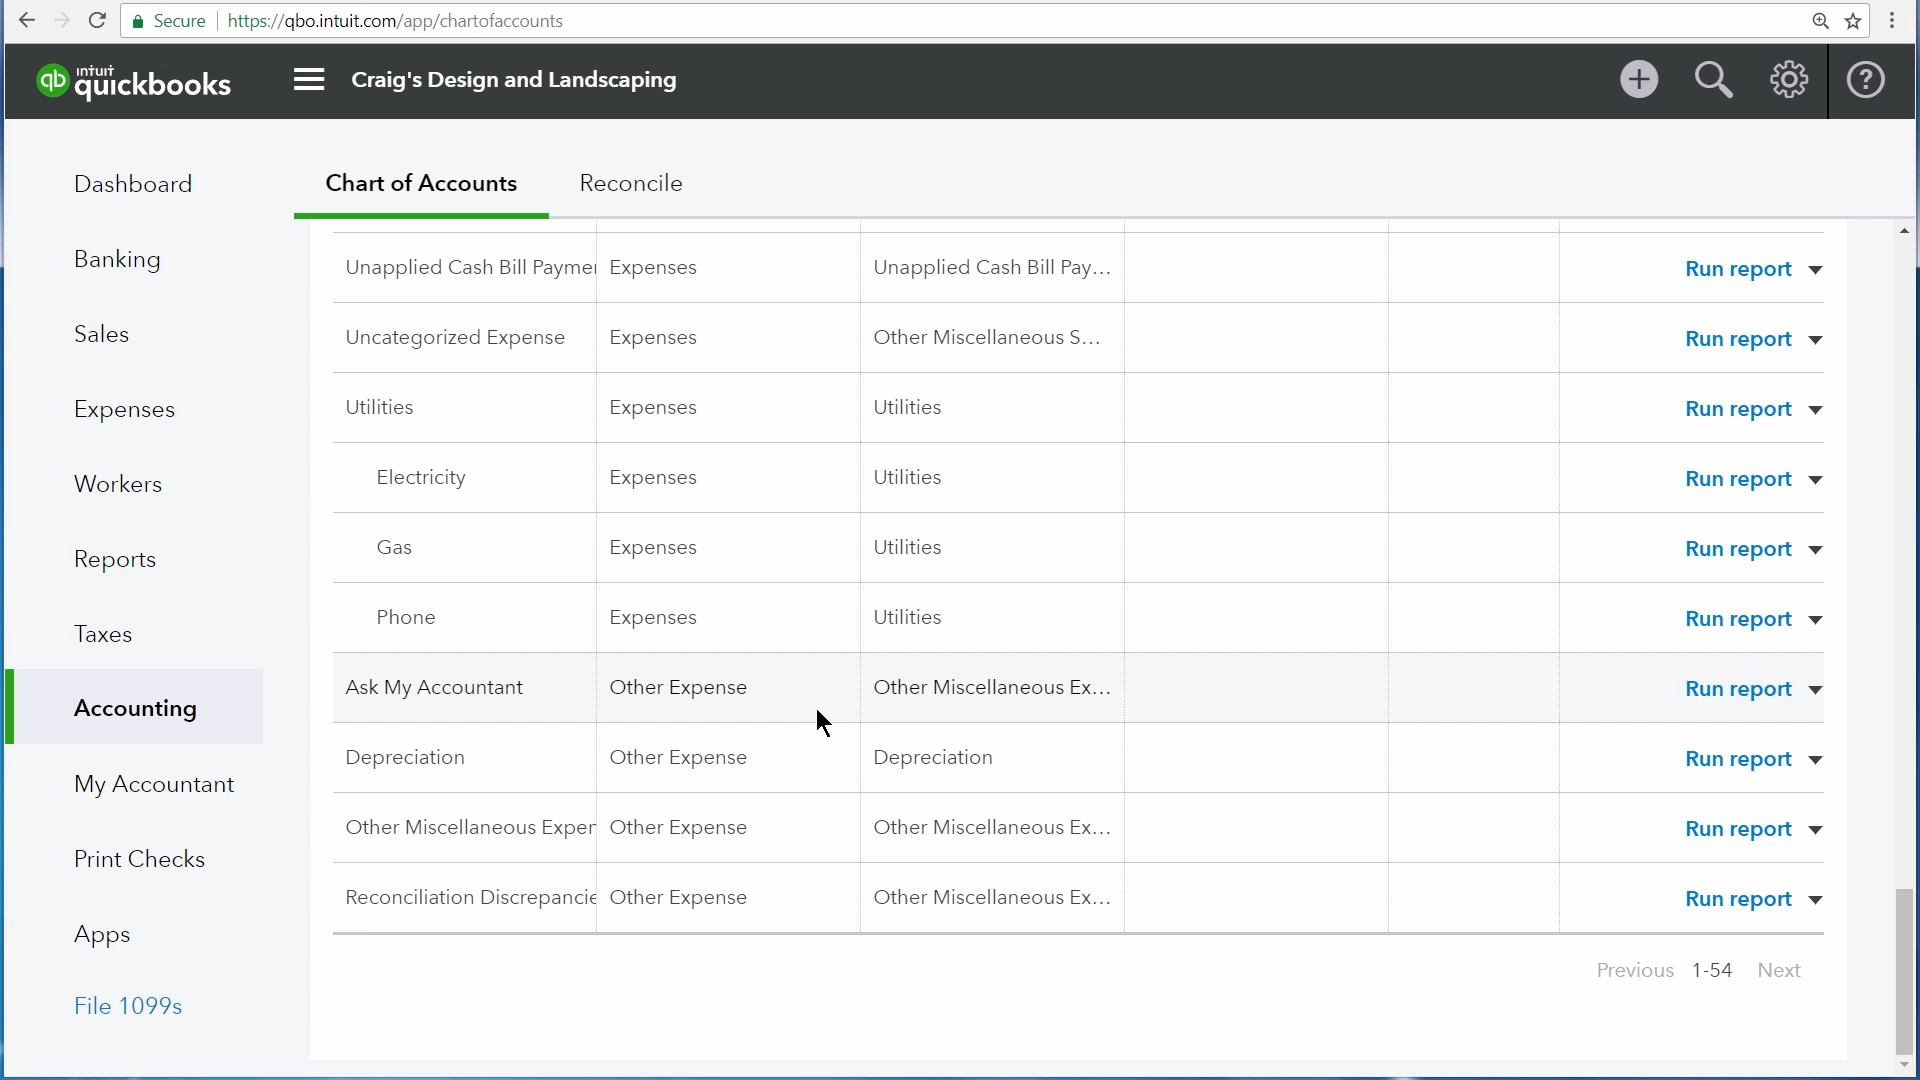 Secure https://qbo.intuit.com/app/chartofaccounts
qb intuit quickbooks Craig's Design and Landscaping ?
Dashboard
Banking
Sales
Expenses
Workers
Reports
Taxes
Accounting
My Accountant
Print Checks
Apps
File 1099s
Chart of Accounts Reconcile
Unapplied Cash Bill Paymer Expenses Unapplied Cash Bill Pay... Run report
Uncategorized Expense Expenses Other Miscellaneous S... Run report
Utilities Expenses Utilities Run report
Electricity Expenses Utilities Run report
Gas Expenses Utilities Run report
Phone Expenses Utilities Run report
Ask My Accountant Other Expense Other Miscellaneous Ex... Run report
Depreciation Other Expense Depreciation Run report
Other Miscellaneous Exper Other Expense Other Miscellaneous Ex... Run report
Reconciliation Discrepancie Other Expense Other Miscellaneous Ex... Run report
Previous 1-54 Next